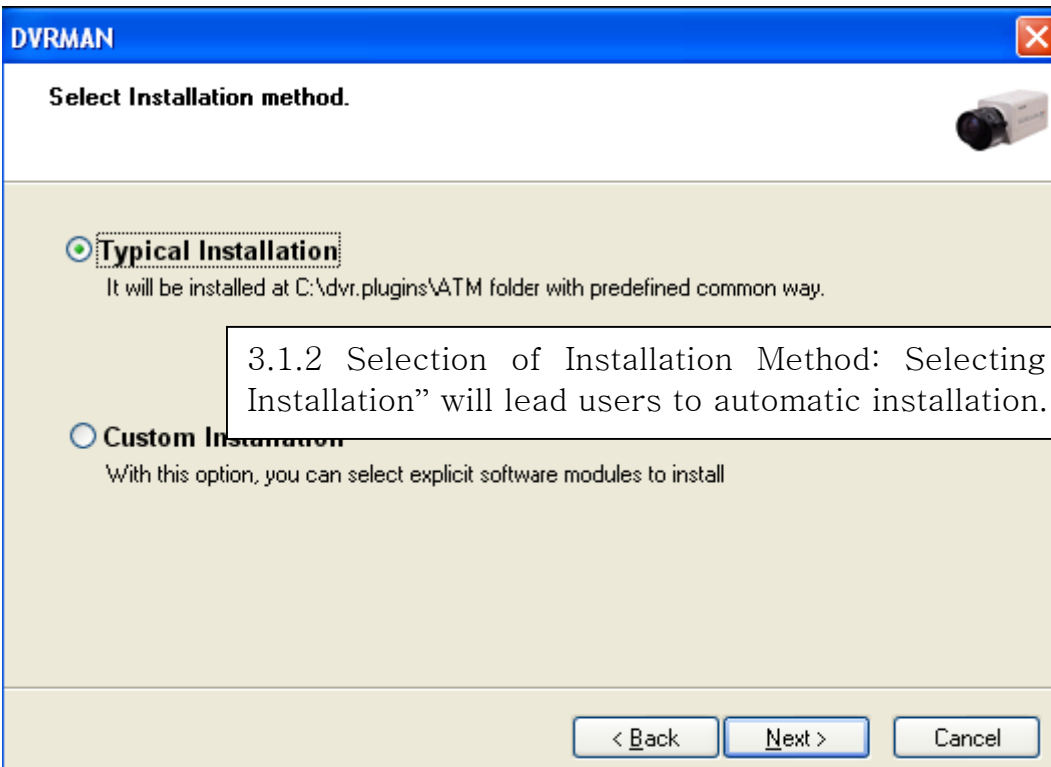 DVRMAN
Select Installation method.
Typical Installation
It will be installed at C:\dvr.plugins\ATM folder with predefined common way.
3.1.2 Selection of Installation Method: Selecting
Installation” will lead users to automatic installation.
Custom Installation
With this option, you can select explicit software modules to install
< Back
Next >
Cancel